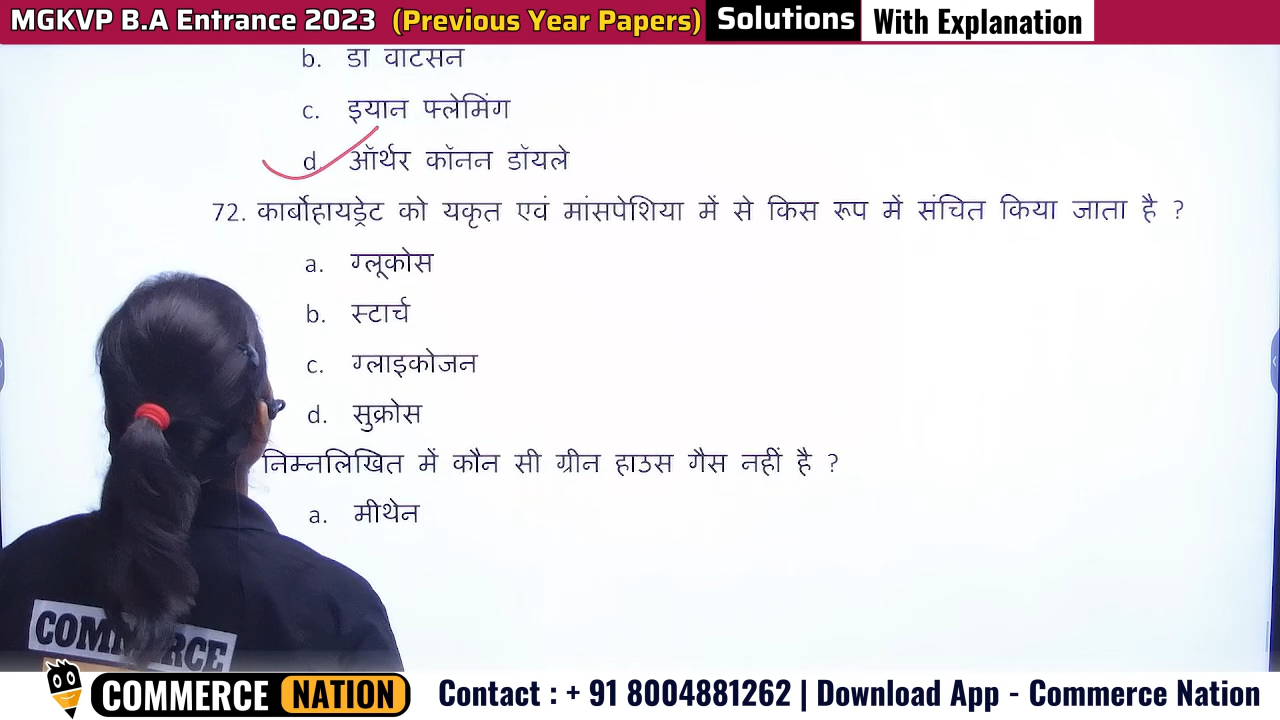 MGKVP B.A Entrance 2023 (Previous Year Papers) Solutions With Explanation
b. डा वाटसन
c. इयान फ्लेमिंग
d. ऑर्थर कॉनन डॉयले
72. कार्बोहायड्रेट को यकृत एवं मांसपेशिया में से किस रूप में संचित किया जाता है ?
a. ग्लूकोस
b. स्टार्च
c. ग्लाइकोजन
d. सुक्रोस
निम्नलिखित में कौन सी ग्रीन हाउस गैस नहीं है ?
a. मीथेन
COMMERCE
COMMERCE NATION
Contact : + 91 8004881262 | Download App - Commerce Nation